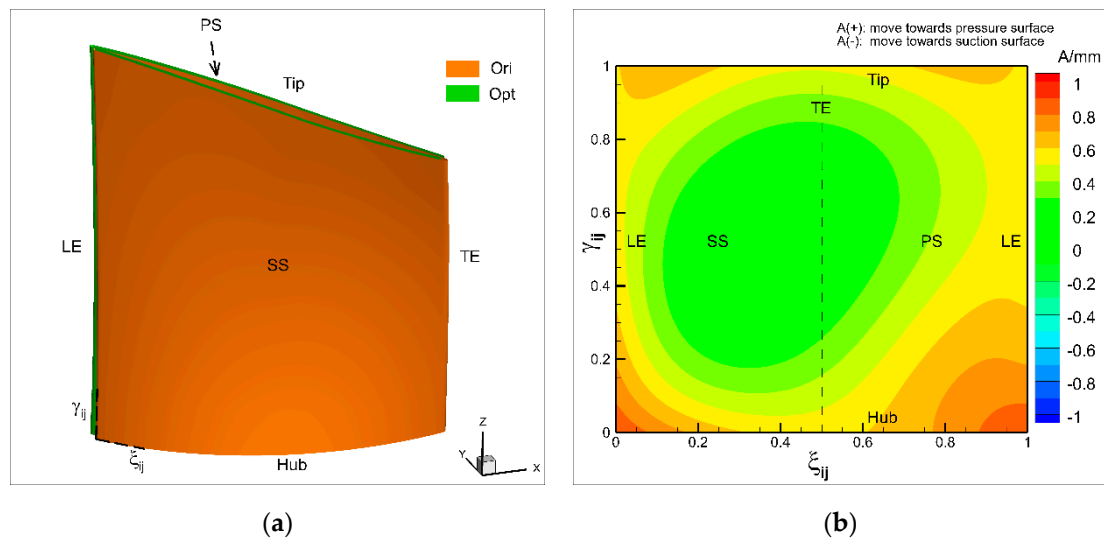 PS
Tip
Ori
Opt
LE
SS
TE
γij
ξij
Hub
Z
Y
X
(a)
A(+): move towards pressure surface
A(-): move towards suction surface
A/mm
1
0.8
0.6
0.4
0.2
0
-0.2
-0.4
-0.6
-0.8
-1
1
0.8
0.6
0.4
0.2
0
γij
Tip
TE
LE
SS
PS
LE
Hub
0
0.2
0.4
0.6
0.8
1
ξij
(b)